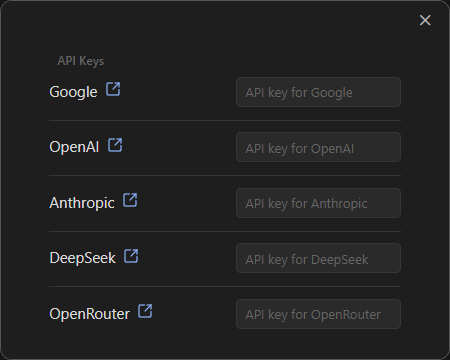 API Keys
Google
API key for Google
OpenAI
API key for OpenAI
Anthropic
API key for Anthropic
DeepSeek
API key for DeepSeek
OpenRouter
API key for OpenRouter